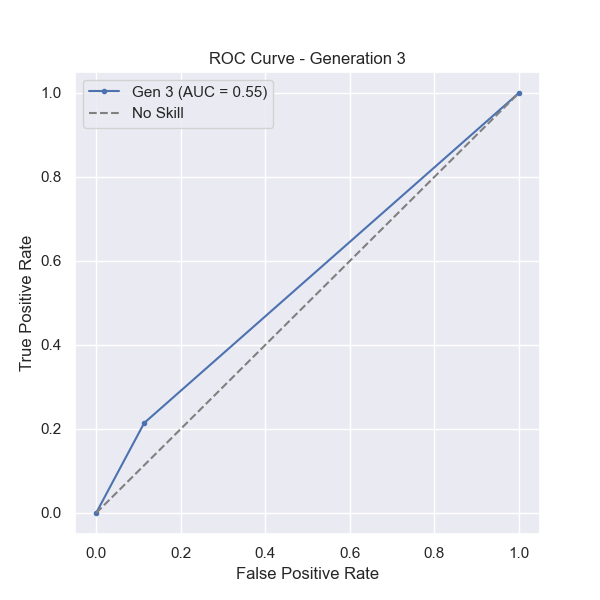 ROC Curve - Generation 3
Gen 3 (AUC = 0.55)
No Skill
1.0
0.8
0.6
0.4
0.2
0.0
True Positive Rate
0.0 0.2 0.4 0.6 0.8 1.0
False Positive Rate